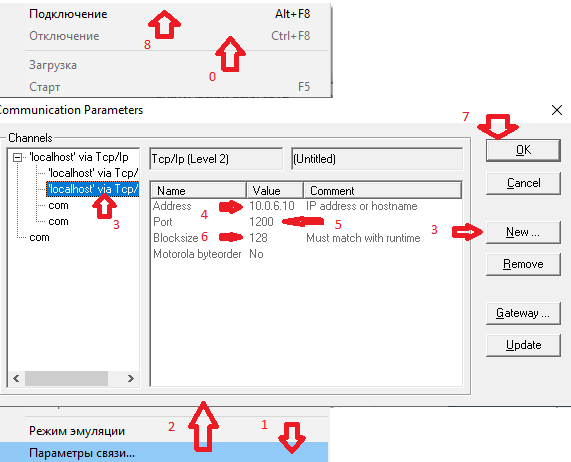 Подключение Alt+F8
8
Отключение Ctrl+F8
0
Загрузка
Старт F5
Communication Parameters
7
Channels
'localhost' via Tcp/Ip
'localhost' via Tcp/
'localhost' via Tcp/
com
com
com
3
Tcp/Ip (Level 2) (Untitled)
Name Value Comment
Address 4 10.0.6.10 IP address or hostname
Port 1200 5
Blocksize 6 128 Must match with runtime
Motorola byteorder No
OK
Cancel
3 New ...
Remove
Gateway ...
Update
2 1
Режим эмуляции
Параметры связи...